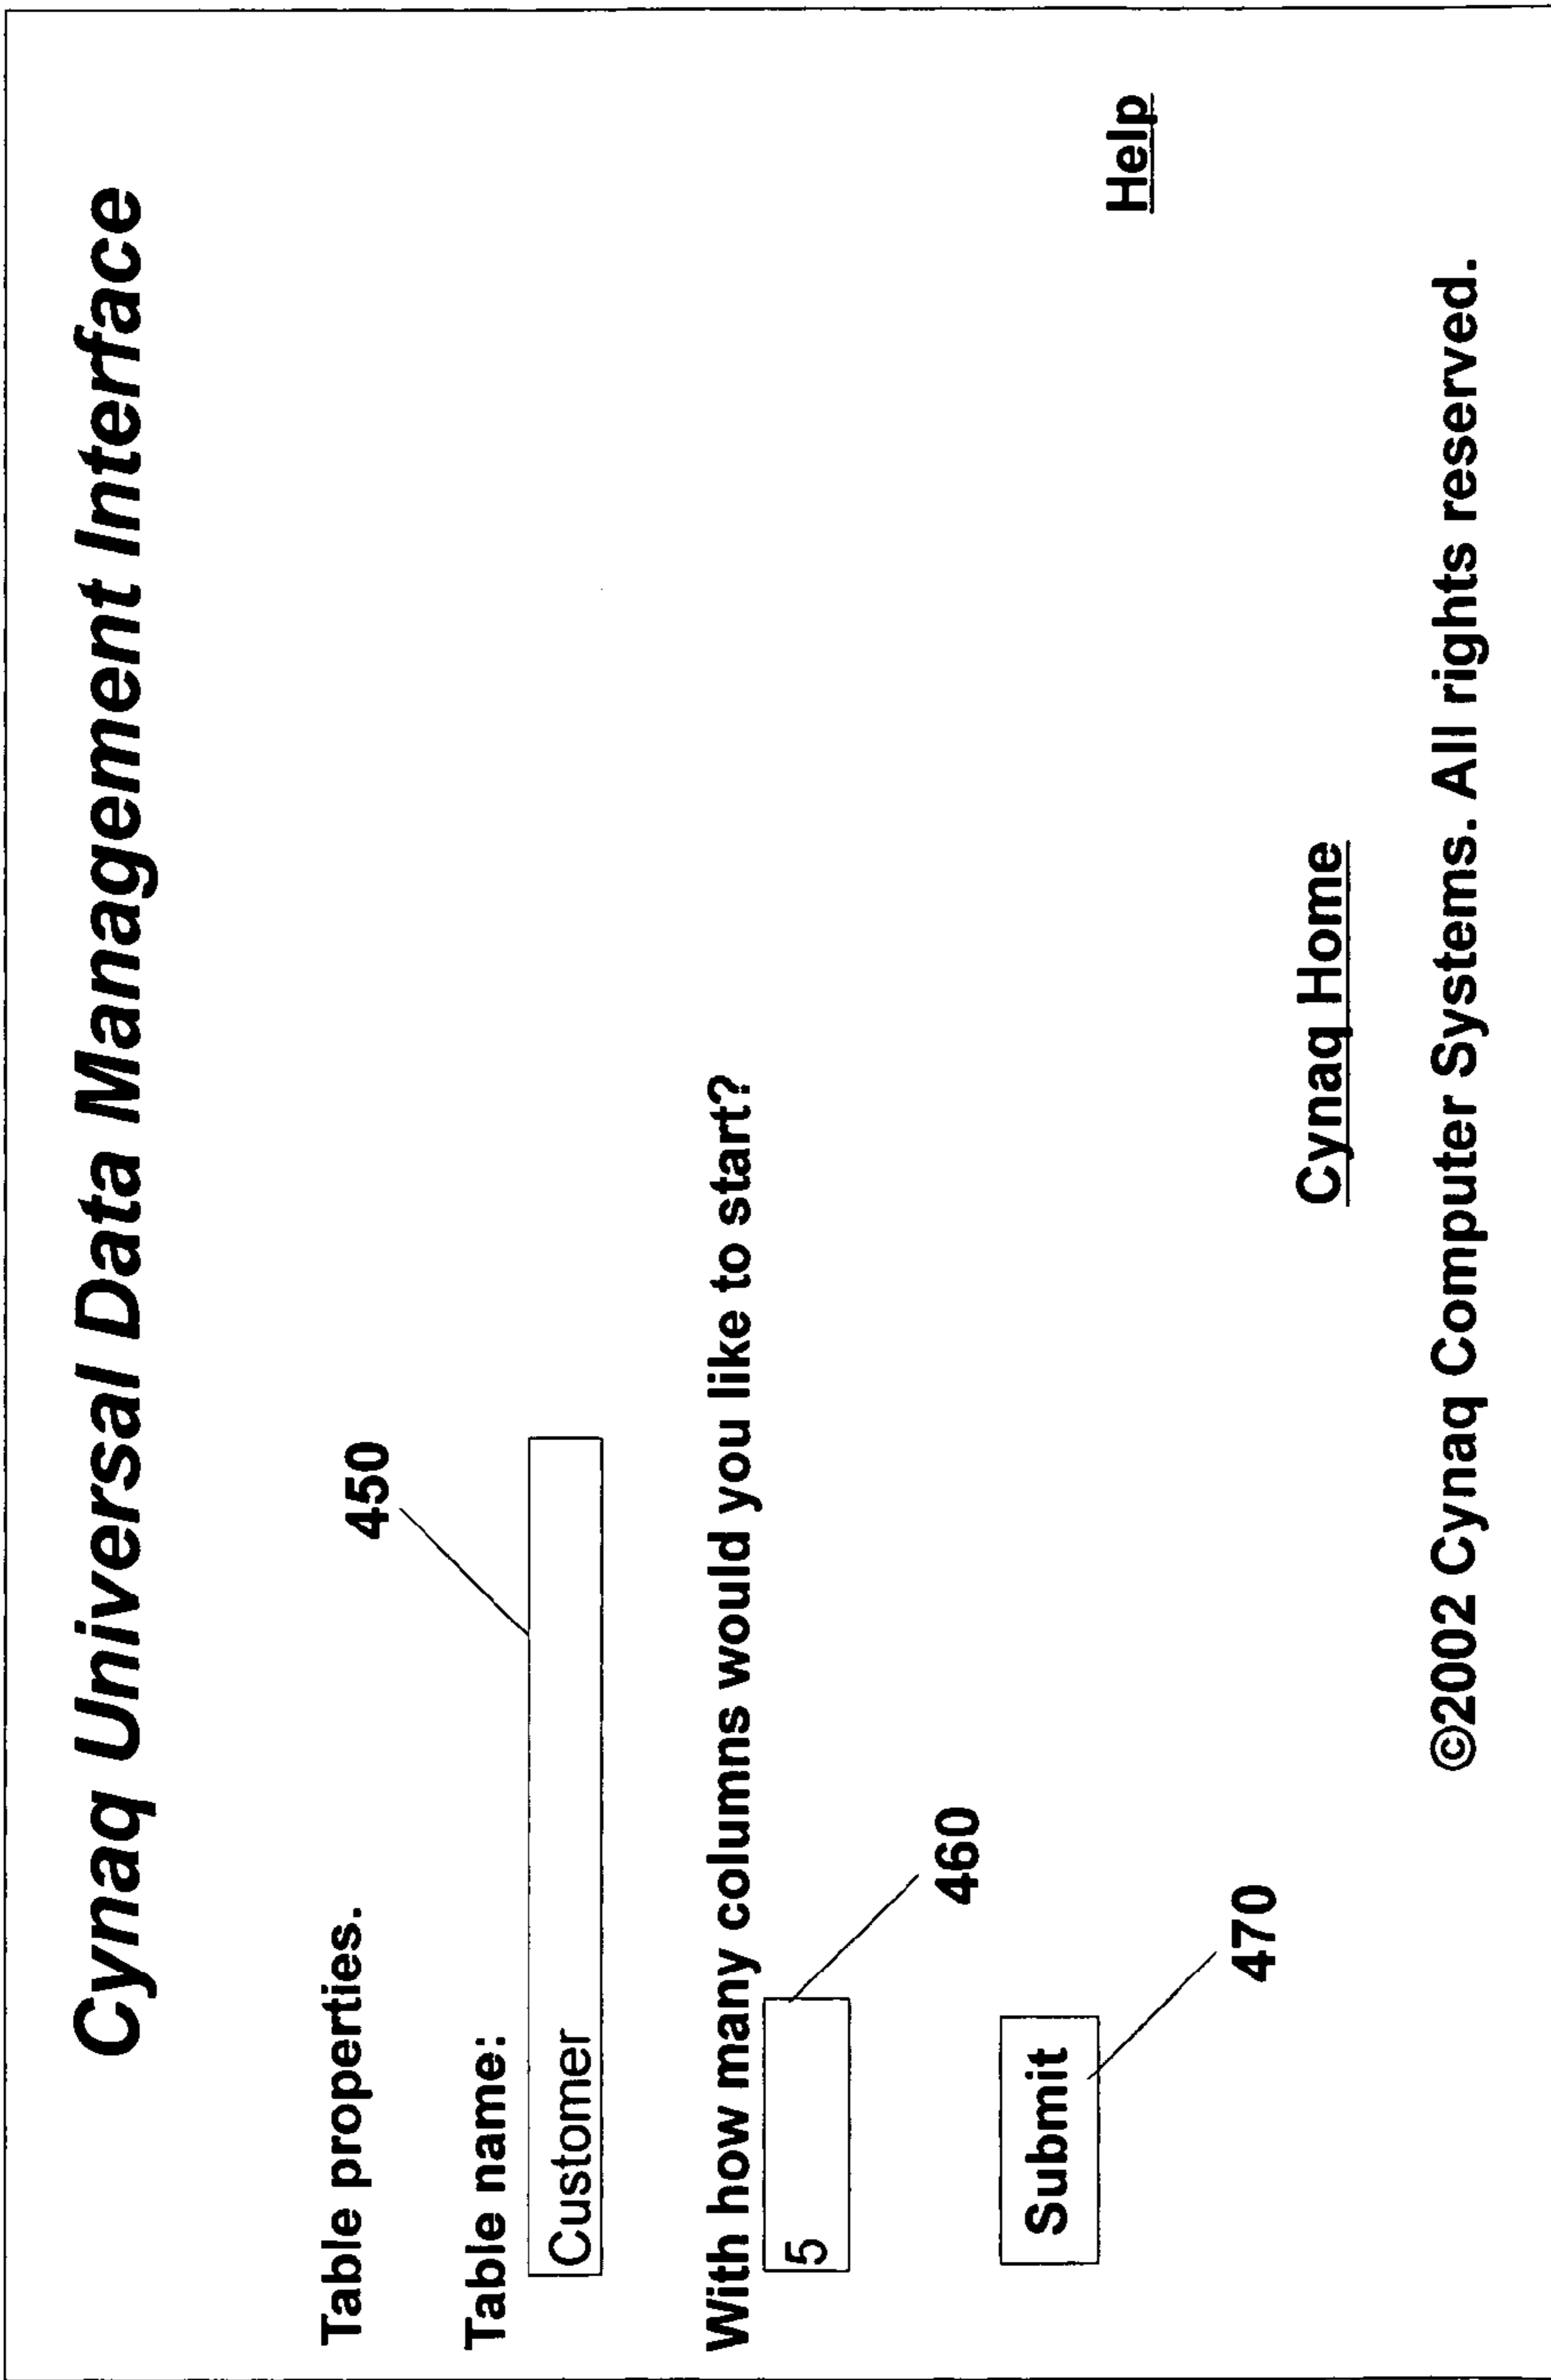 Cynaq Universal Data Management Interface
Table properties.
450
Table name:
Customer
With how many columns would you like to start?
5
460
Submit
470
Help
Cynaq Home
©2002 Cynaq Computer Systems. All rights reserved.